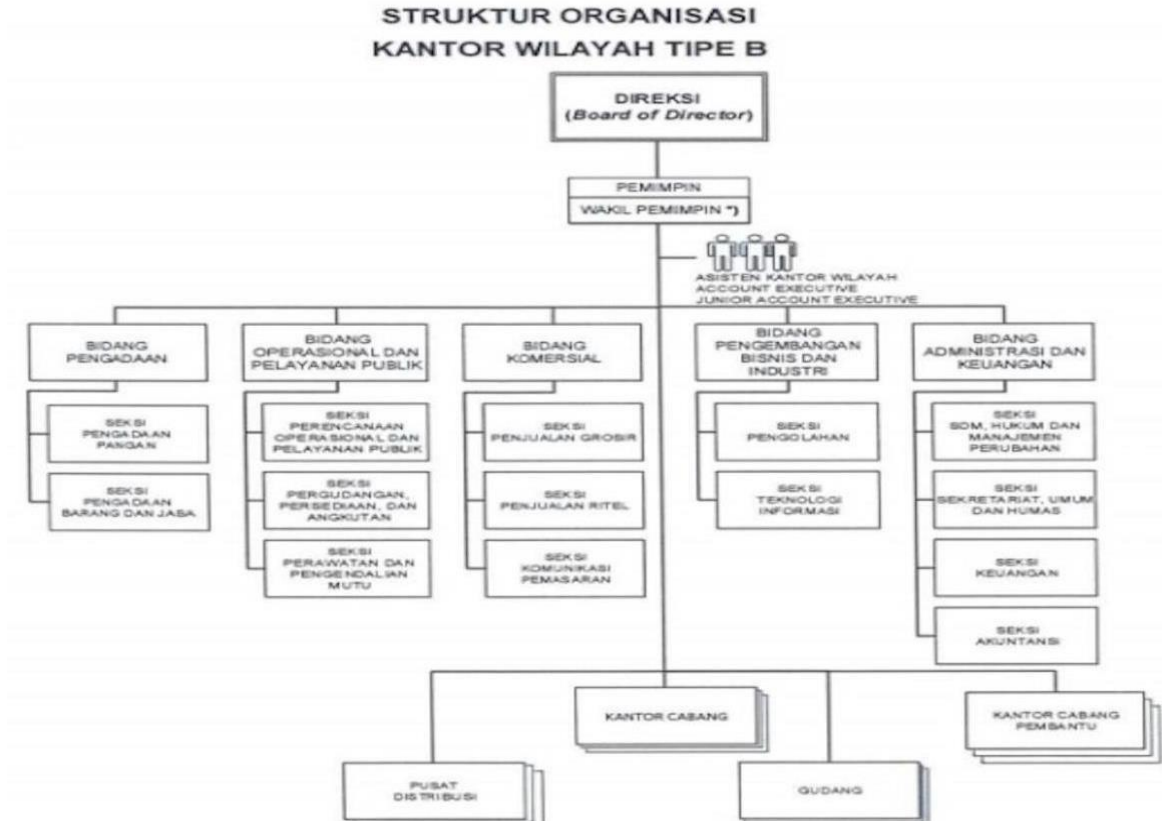 STRUKTUR ORGANISASI
KANTOR WILAYAH TIPE B
DIREKSI
(Board of Director)
PEMIMPIN
WAKIL PEMIMPIN *)
ASISTEN KANTOR WILAYAH
ACCOUNT EXECUTIVE
JUNIOR ACCOUNT EXECUTIVE
BIDANG
PENGADAAN
BIDANG
OPERASIONAL DAN
PELAYANAN PUBLIK
BIDANG
KOMERSIAL
BIDANG
PENGEMBANGAN
BISNIS DAN
INDUSTRI
BIDANG
ADMINISTRASI DAN
KEUANGAN
SEKSI
PENGADAAN
PANGAN
SEKSI
PENGADAAN
BARANG DAN JASA
SEKSI
PERENCANAAN
OPERASIONAL DAN
PELAYANAN PUBLIK
SEKSI
PERGUDANGAN,
PERSEDIAAN, DAN
ANGKUTAN
SEKSI
PERAWATAN DAN
PENGENDALIAN
MUTU
SEKSI
PENJUALAN GROSIR
SEKSI
PENJUALAN RITEL
SEKSI
KOMUNIKASI
PEMASARAN
SEKSI
PENGOLAHAN
SEKSI
TEKNOLOGI
INFORMASI
SEKSI
SDM, HUKUM DAN
MANAJEMEN
PERUBAHAN
SEKSI
SEKRETARIAT, UMUM
DAN HUMAS
SEKSI
KEUANGAN
SEKSI
AKUNTANSI
KANTOR CABANG
KANTOR CABANG
PEMBANTU
PUSAT
DISTRIBUSI
GUDANG